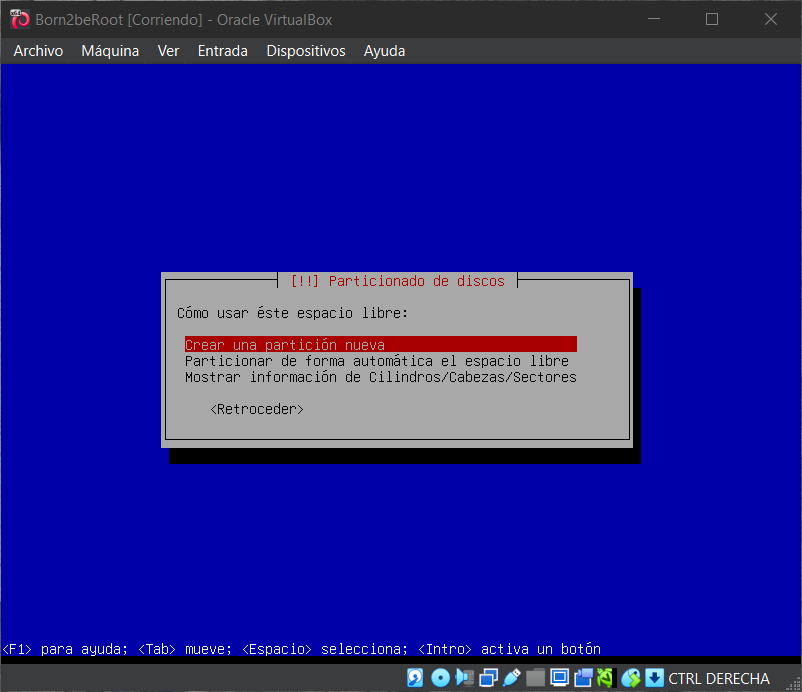 Born2beRoot [Corriendo] - Oracle VirtualBox
Archivo Máquina Ver Entrada Dispositivos Ayuda
[!!] Particionado de discos
Cómo usar éste espacio libre:
Crear una partición nueva
Particionar de forma automática el espacio libre
Mostrar información de Cilindros/Cabezas/Sectores
<Retroceder>
<F1> para ayuda; <Tab> mueve; <Espacio> selecciona; <Intro> activa un botón
CTRL DERECHA